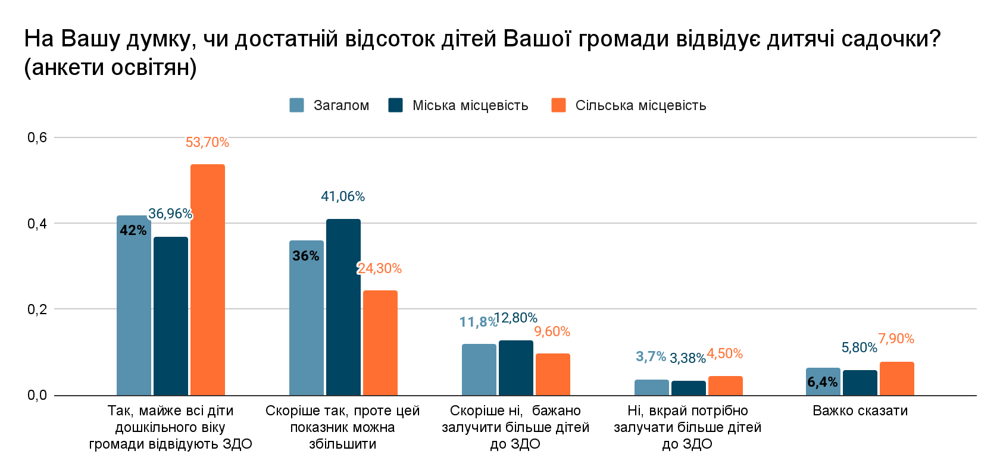 На Вашу думку, чи достатній відсоток дітей Вашої громади відвідує дитячі садочки?
(анкети освітян)
Загалом
Міська місцевість
Сільська місцевість
0,6
0,4
0,2
0,0
42%
36,96%
53,70%
36%
41,06%
24,30%
11,8%
12,80%
9,60%
3,7%
3,38%
4,50%
6,4%
5,80%
7,90%
Так, майже всі діти
дошкільного віку
громади відвідують ЗДО
Скоріше так, проте цей
показник можна
збільшити
Скоріше ні,  бажано
залучити більше дітей
до ЗДО
Ні, вкрай потрібно
залучати більше дітей
до ЗДО
Важко сказати